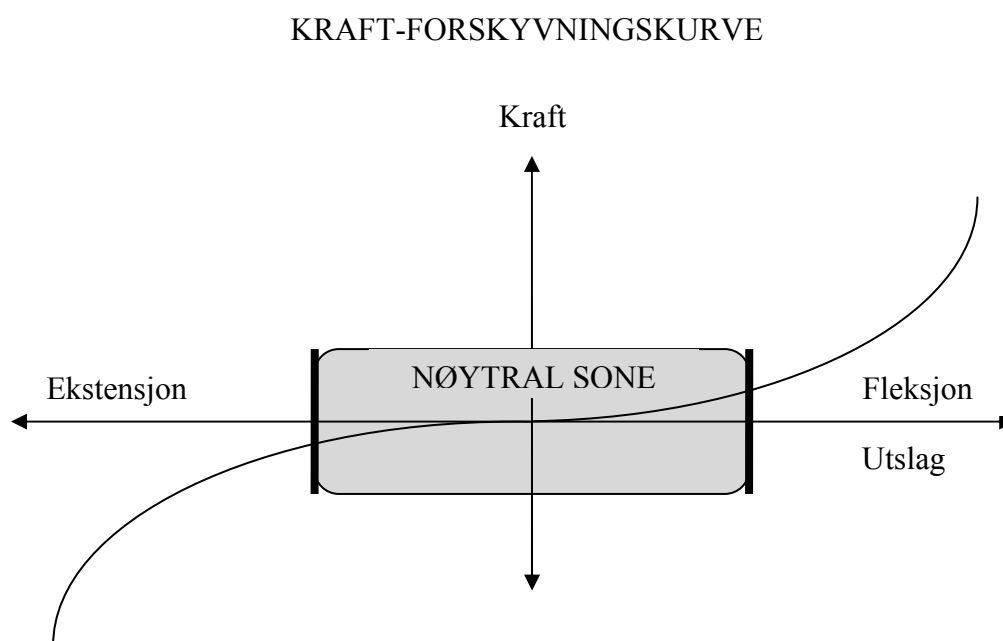 KRAFT-FORSKYVNINGSKURVE
Kraft
NØYTRAL SONE
Ekstensjon
Fleksjon
Utslag